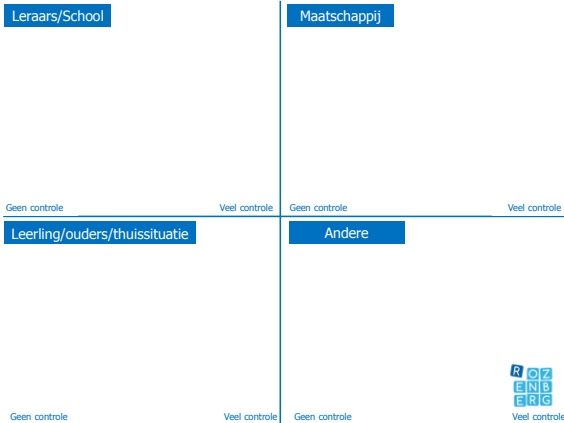 Leraars/School
Maatschappij
Geen controle
Veel controle
Geen controle
Veel controle
Leerling/ouders/thuissituatie
Andere
R OZ
ENB
ERG
Geen controle
Veel controle
Geen controle
Veel controle